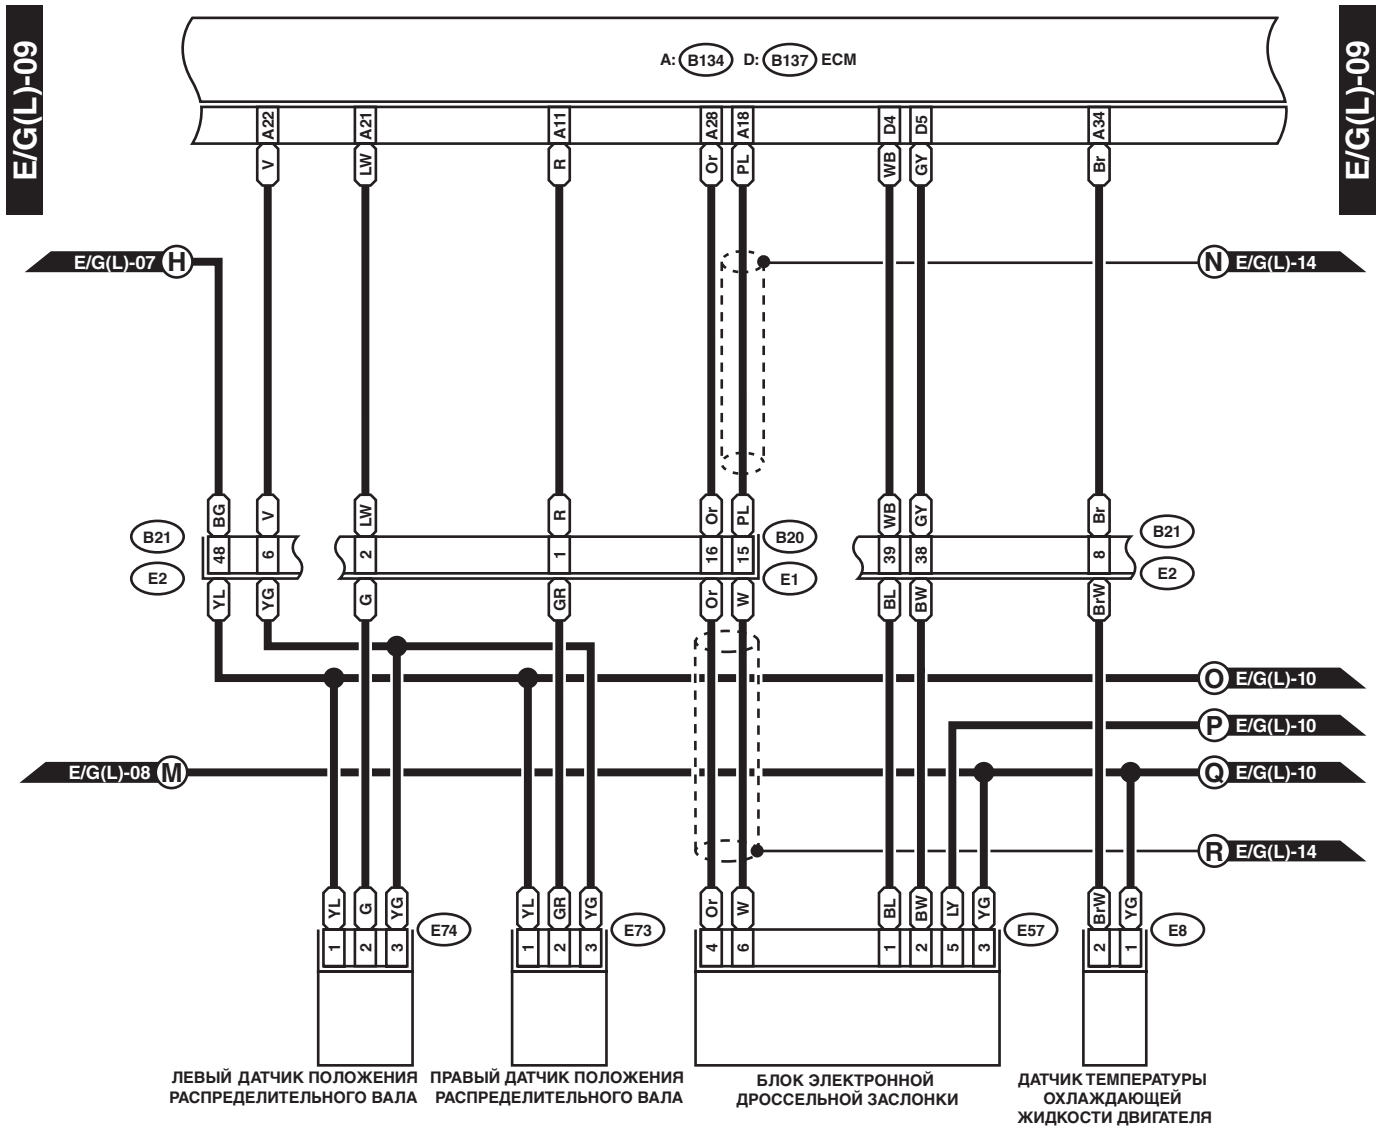 E/G(L)-09
E/G(L)-09
A: B134 D: B137 ECM
A22 A21 A11 A28 A18 D4 D5 A34
V LW R Or PL WB GY Br
E/G(L)-07 H
N E/G(L)-14
BG V LW R Or PL WB GY Br
B21 B20 B21
48 6 2 1 16 15 39 38 8
E2 E1 E2
YL YG G GR Or W BL BW BrW
O E/G(L)-10
P E/G(L)-10
E/G(L)-08 M
Q E/G(L)-10
R E/G(L)-14
YL G YG YL GR YG Or W BL BW LY YG BrW YG
E74 E73 E57 E8
1 2 3 1 2 3 4 6 1 2 5 3 2 1
ЛЕВЫЙ ДАТЧИК ПОЛОЖЕНИЯ
РАСПРЕДЕЛИТЕЛЬНОГО ВАЛА
ПРАВЫЙ ДАТЧИК ПОЛОЖЕНИЯ
РАСПРЕДЕЛИТЕЛЬНОГО ВАЛА
БЛОК ЭЛЕКТРОННОЙ
ДРОССЕЛЬНОЙ ЗАСЛОНКИ
ДАТЧИК ТЕМПЕРАТУРЫ
ОХЛАЖДАЮЩЕЙ
ЖИДКОСТИ ДВИГАТЕЛЯ